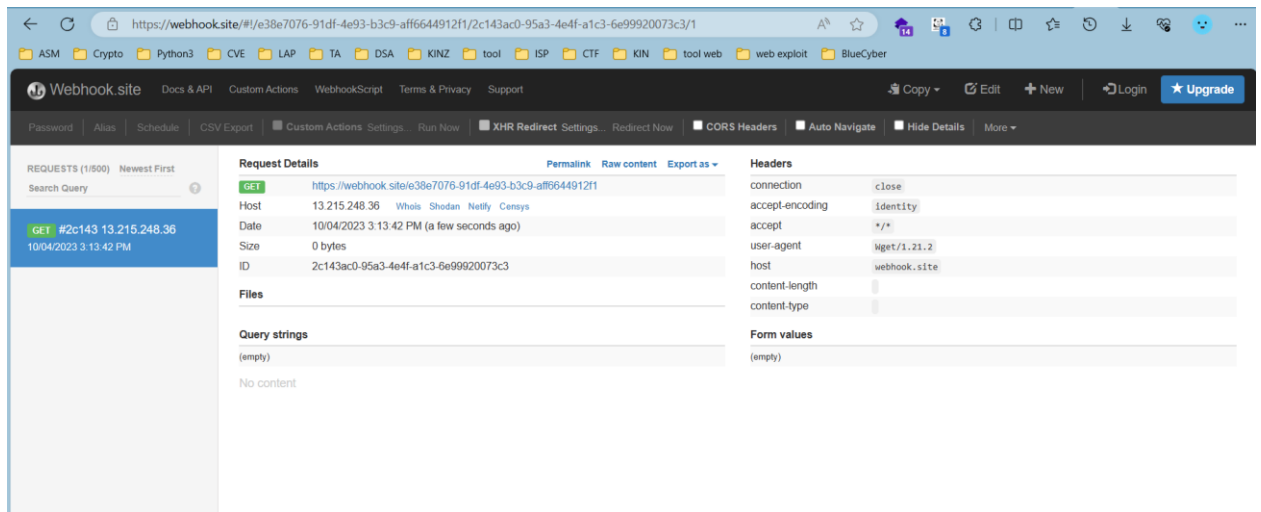 https://webhook.site/#!/e38e7076-91df-4e93-b3c9-aff6644912f1/2c143ac0-95a3-4e4f-a1c3-6e99920073c3/1
14
8
ASM Crypto Python3 CVE LAP TA DSA KINZ tool ISP CTF KIN tool web web exploit BlueCyber
Webhook.site Docs & API Custom Actions WebhookScript Terms & Privacy Support Copy Edit New Login Upgrade
Password Alias Schedule CSV Export Custom Actions Settings... Run Now XHR Redirect Settings... Redirect Now CORS Headers Auto Navigate Hide Details More
REQUESTS (1/500) Newest First
Search Query
GET #2c143 13.215.248.36
10/04/2023 3:13:42 PM
Request Details Permalink Raw content Export as
GET https://webhook.site/e38e7076-91df-4e93-b3c9-aff6644912f1
Host 13.215.248.36 Whois Shodan Netify Censys
Date 10/04/2023 3:13:42 PM (a few seconds ago)
Size 0 bytes
ID 2c143ac0-95a3-4e4f-a1c3-6e99920073c3
Files
Query strings
(empty)
No content
Headers
connection close
accept-encoding identity
accept */*
user-agent Wget/1.21.2
host webhook.site
content-length
content-type
Form values
(empty)